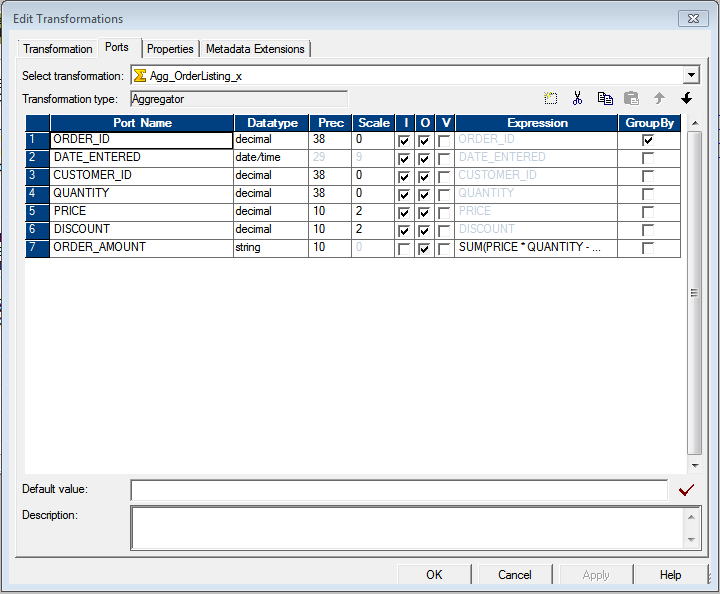 Edit Transformations
Transformation Ports Properties Metadata Extensions
Select transformation: Agg_OrderListing_x
Transformation type: Aggregator
Port Name Datatype Prec Scale I O V Expression GroupBy
1 ORDER_ID decimal 38 0 ORDER_ID
2 DATE_ENTERED date/time 29 9 DATE_ENTERED
3 CUSTOMER_ID decimal 38 0 CUSTOMER_ID
4 QUANTITY decimal 38 0 QUANTITY
5 PRICE decimal 10 2 PRICE
6 DISCOUNT decimal 10 2 DISCOUNT
7 ORDER_AMOUNT string 10 0 SUM(PRICE * QUANTITY - ...
Default value:
Description:
OK Cancel Apply Help